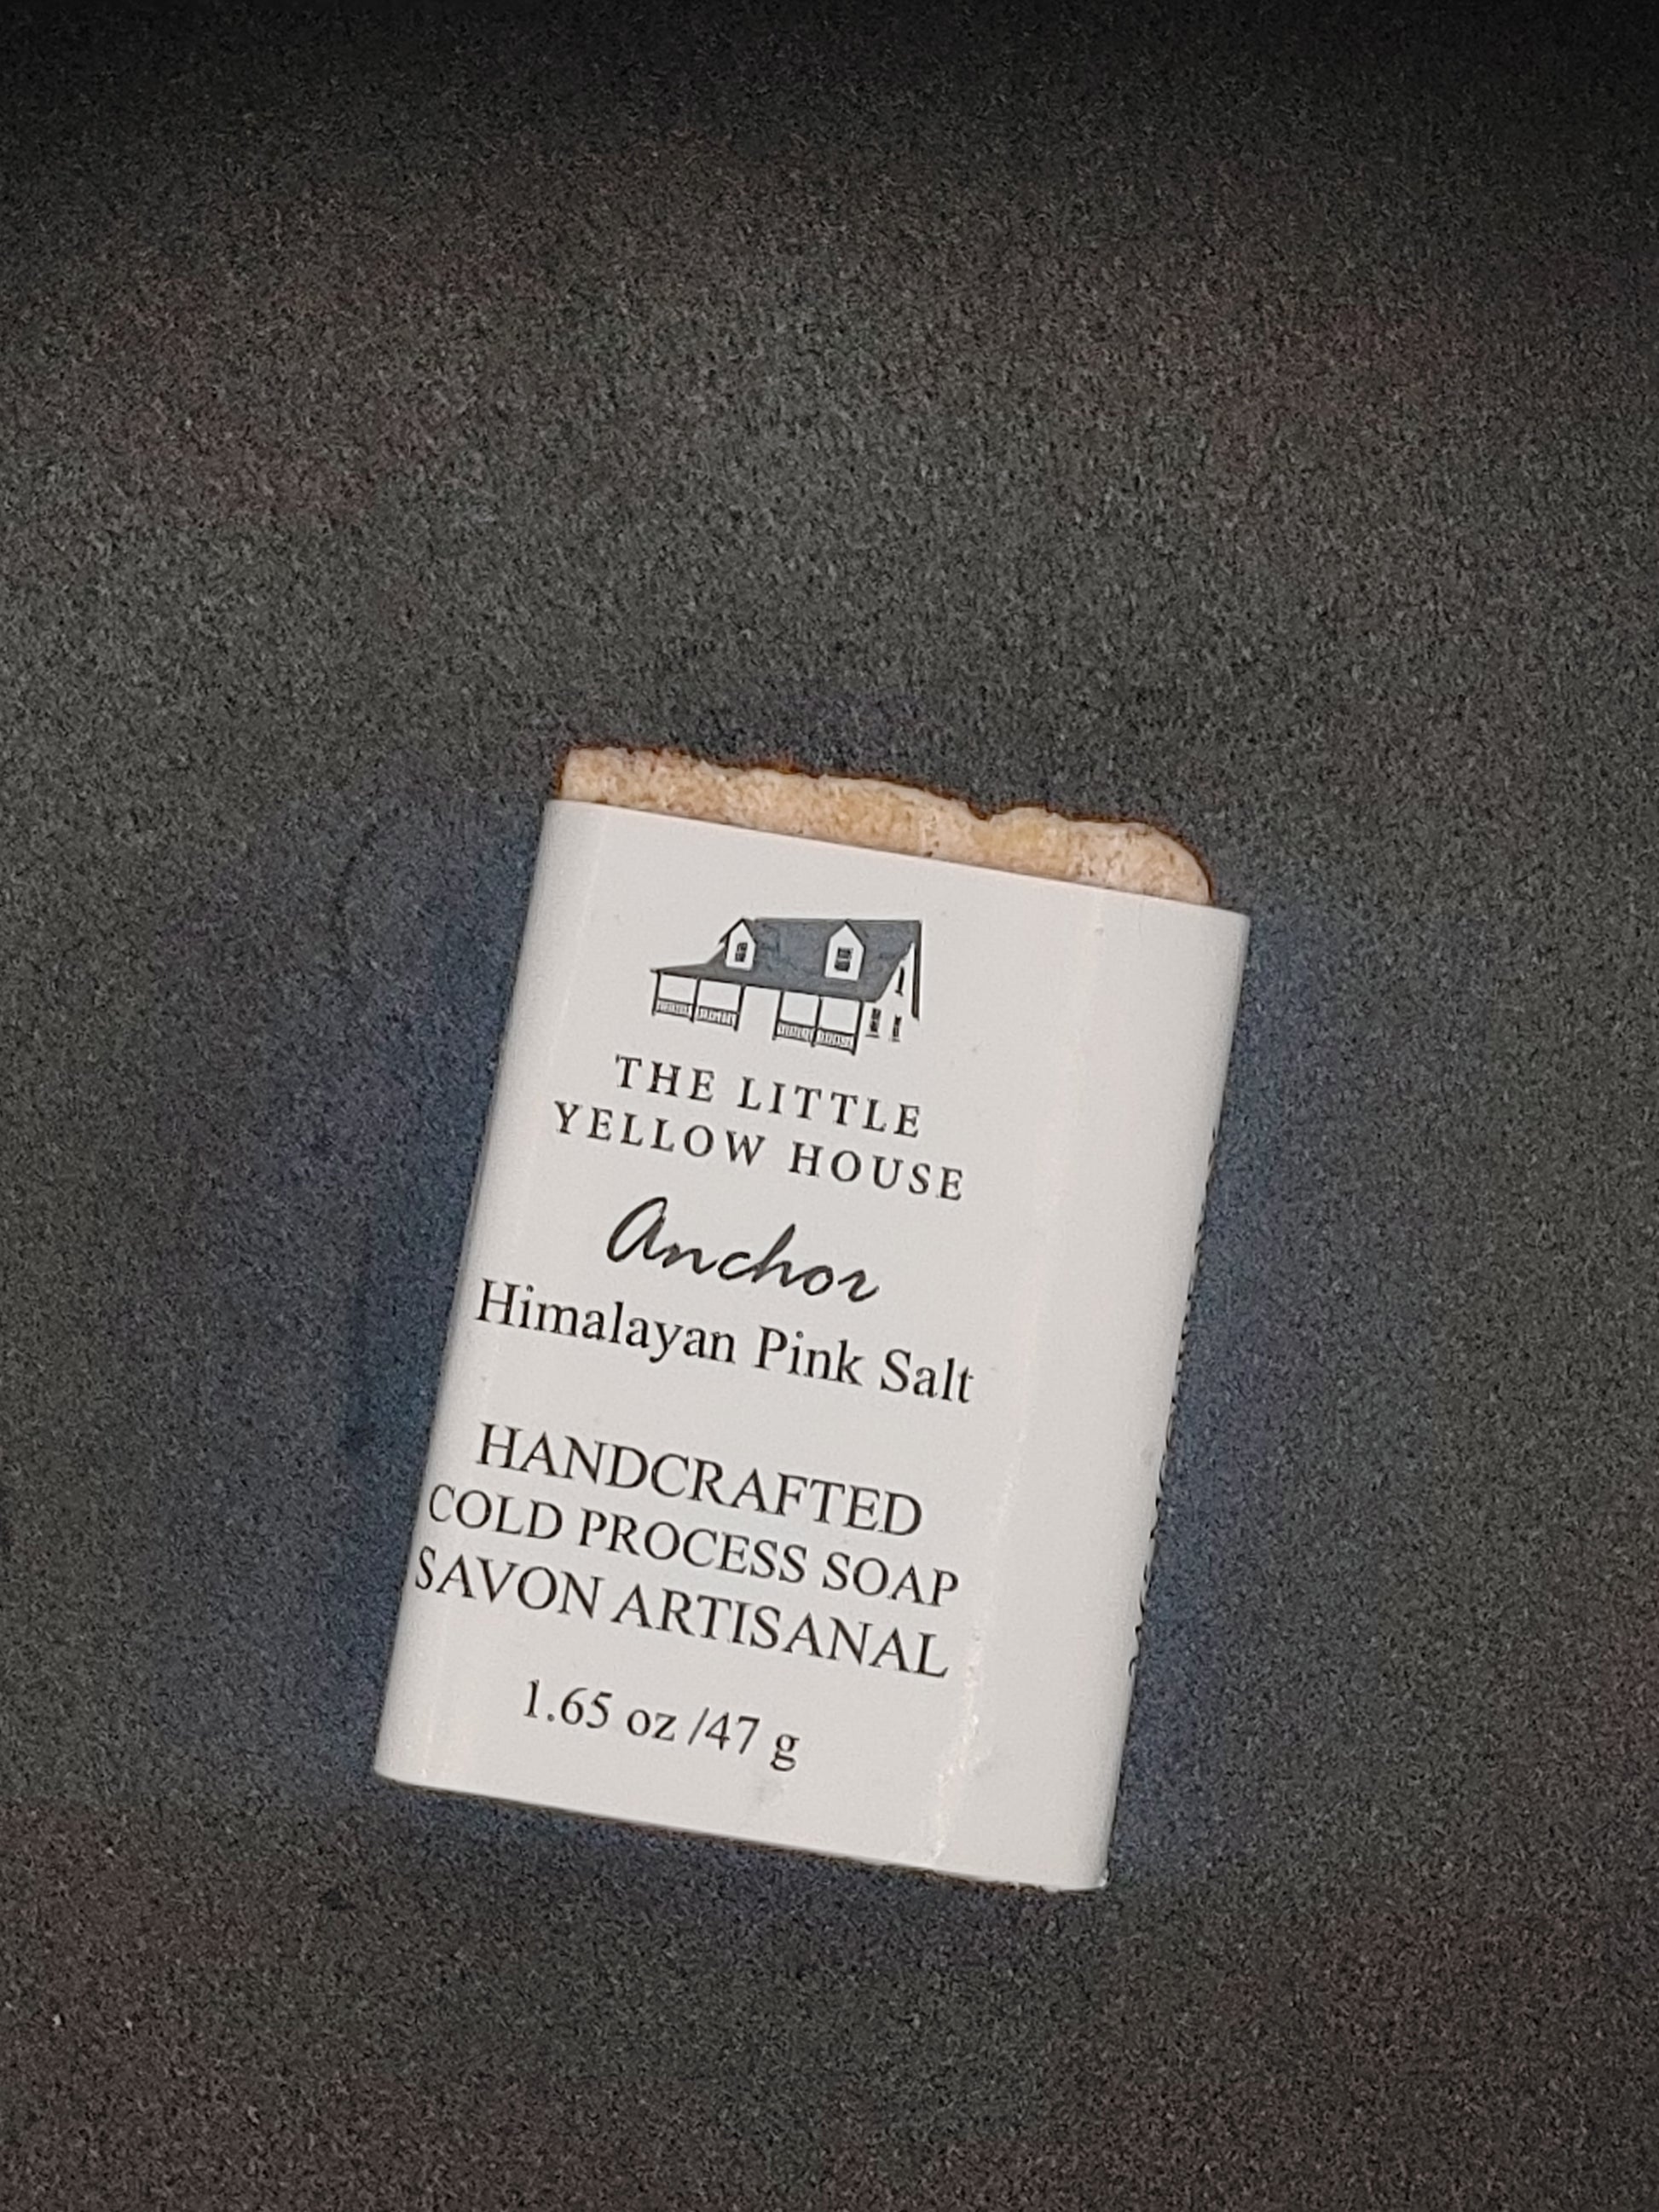 THE LITTLE
YELLOW HOUSE
Anchor
Himalayan Pink Salt
HANDCRAFTED
COLD PROCESS SOAP
SAVON ARTISANAL
1.65 oz /47 g